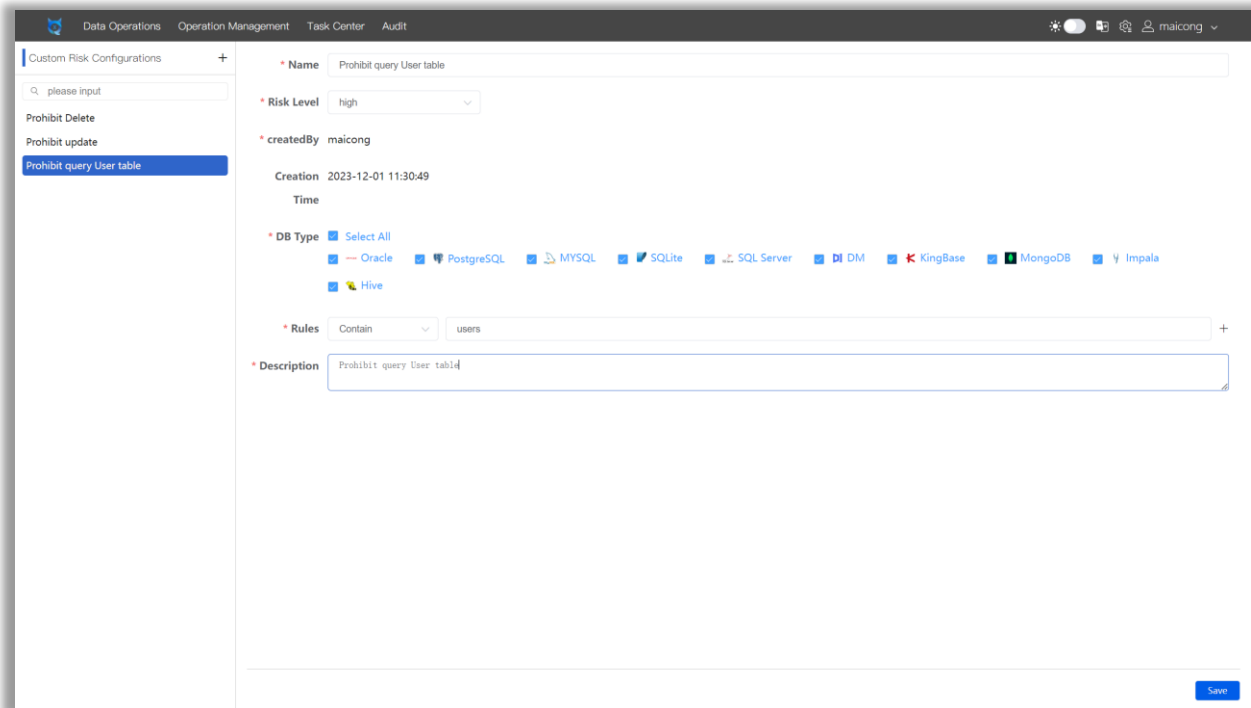 Data Operations Operation Management Task Center Audit maicong
Custom Risk Configurations +
please input
Prohibit Delete
Prohibit update
Prohibit query User table
* Name Prohibit query User table
* Risk Level high
* createdBy maicong
Creation Time 2023-12-01 11:30:49
* DB Type Select All
Oracle PostgreSQL MYSQL SQLite SQL Server DM KingBase MongoDB Impala
Hive
* Rules Contain users +
* Description Prohibit query User table
Save